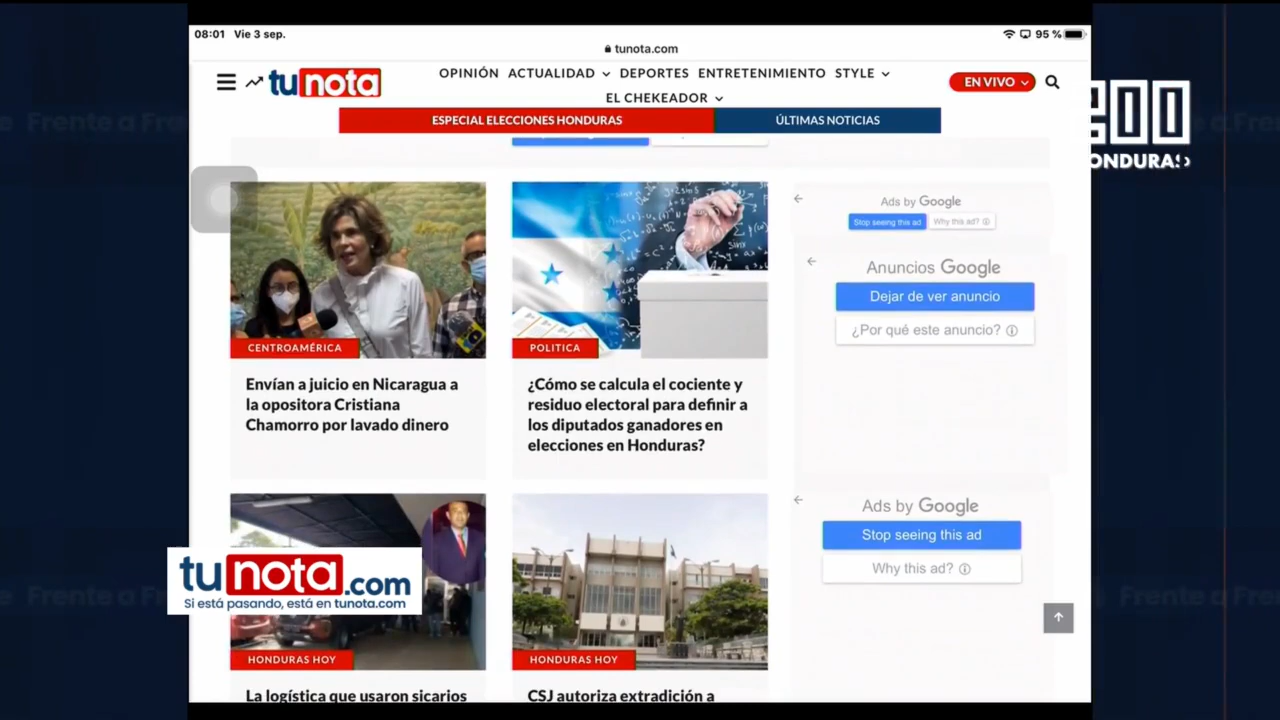 08:01 Vie 3 sep.
95 %
tunota.com
tunota
OPINIÓN ACTUALIDAD DEPORTES ENTRETENIMIENTO STYLE
EL CHEKEADOR
EN VIVO
ESPECIAL ELECCIONES HONDURAS
ÚLTIMAS NOTICIAS
HONDURAS
Frente a Fre
CENTROAMÉRICA
Envían a juicio en Nicaragua a
la opositora Cristiana
Chamorro por lavado dinero
POLITICA
¿Cómo se calcula el cociente y
residuo electoral para definir a
los diputados ganadores en
elecciones en Honduras?
Ads by Google
Stop seeing this ad
Why this ad?
Anuncios Google
Dejar de ver anuncio
¿Por qué este anuncio?
Ads by Google
Stop seeing this ad
Why this ad?
tunota.com
Si está pasando, está en tunota.com
Frente a Fre
Frente a Fre
HONDURAS HOY
La logística que usaron sicarios
HONDURAS HOY
CSJ autoriza extradición a